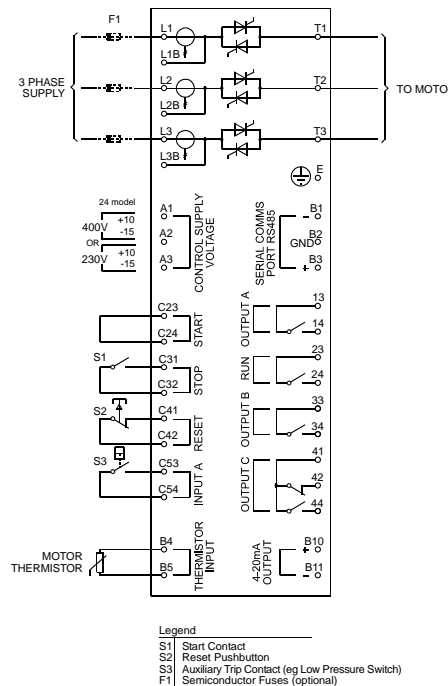 F1
L1
T1
L1B
3 PHASE
SUPPLY
L2
T2
TO MOTO
L2B
L3
T3
L3B
E
24 model
400V
+10
-15
OR
230V
+10
-15
A1
A2
A3
CONTROL SUPPLY
VOLTAGE
SERIAL COMMS
PORT RS485
B1
GND
B2
B3
C23
C24
START
OUTPUT A
13
14
S1
C31
C32
STOP
RUN
23
24
S2
C41
C42
RESET
OUTPUT B
33
34
S3
C53
C54
INPUT A
OUTPUT C
41
42
44
MOTOR
THERMISTOR
B4
B5
THERMISTOR
INPUT
4-20mA
OUTPUT
B10
B11
Legend
S1 Start Contact
S2 Reset Pushbutton
S3 Auxiliary Trip Contact (eg Low Pressure Switch)
F1 Semiconductor Fuses (optional)